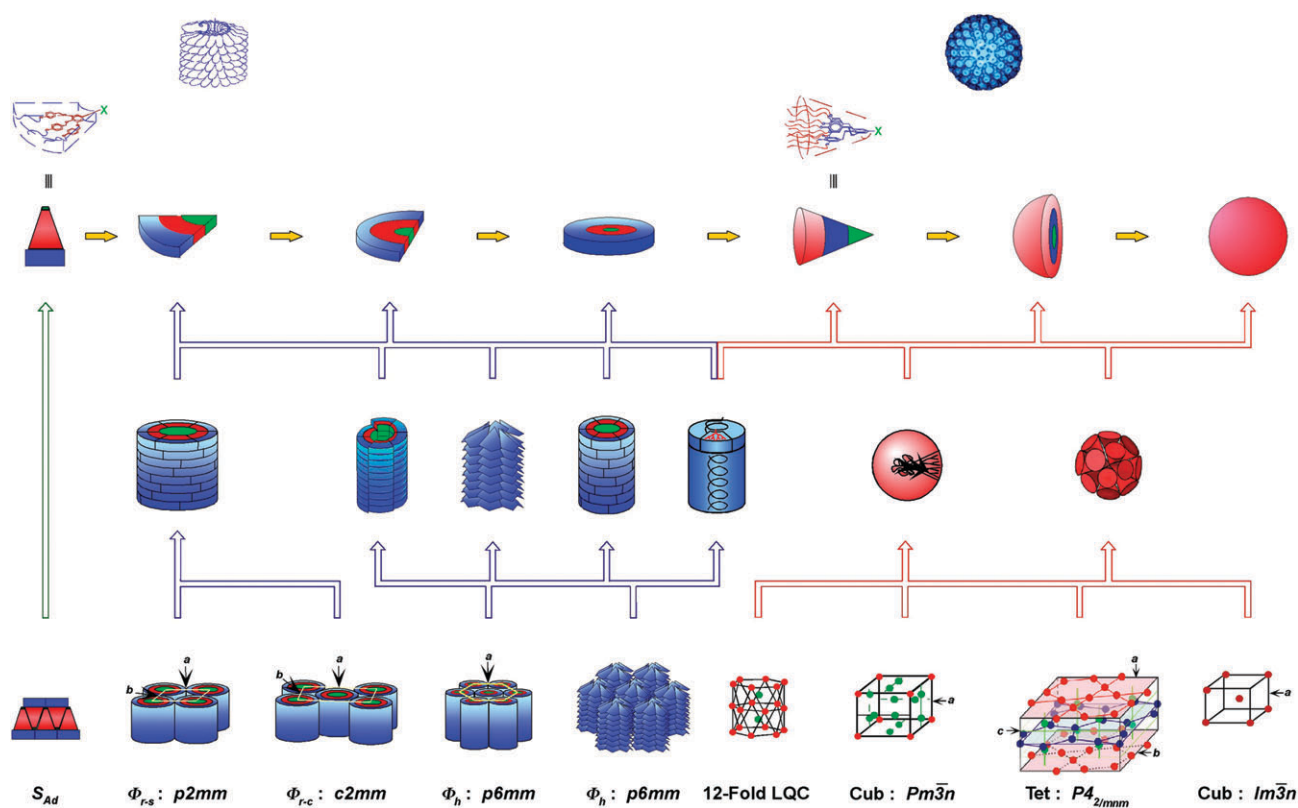 X
X
a
a
a
b
b
a
a
a
c
b
S_Ad
Φ_r-s : p2mm
Φ_r-c : c2mm
Φ_h : p6mm
Φ_h : p6mm
12-Fold LQC
Cub : Pm3̅n
Tet : P4_2/mnm
Cub : Im3̅n